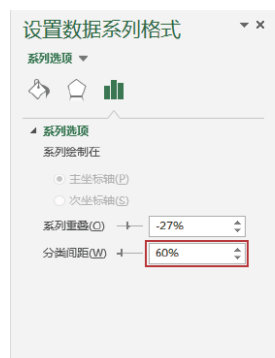 设置数据系列格式
系列选项
系列选项
系列绘制在
主坐标轴(P)
次坐标轴(S)
系列重叠(O) -27%
分类间距(W) 60%